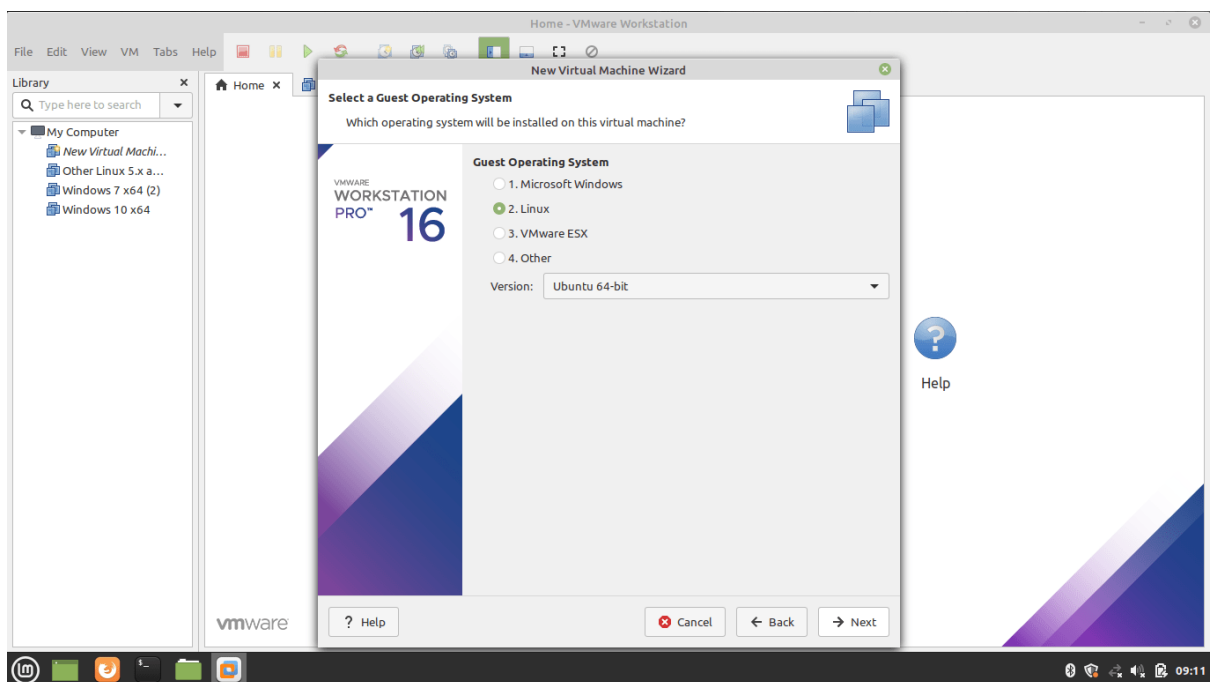 Home - VMware Workstation
File Edit View VM Tabs Help
Library
Type here to search
My Computer
New Virtual Machi...
Other Linux 5.x a...
Windows 7 x64 (2)
Windows 10 x64
Home
New Virtual Machine Wizard
Select a Guest Operating System
Which operating system will be installed on this virtual machine?
VMWARE
WORKSTATION
PRO™ 16
Guest Operating System
1. Microsoft Windows
2. Linux
3. VMware ESX
4. Other
Version: Ubuntu 64-bit
? Help
Cancel
Back
Next
?
Help
vmware
09:11